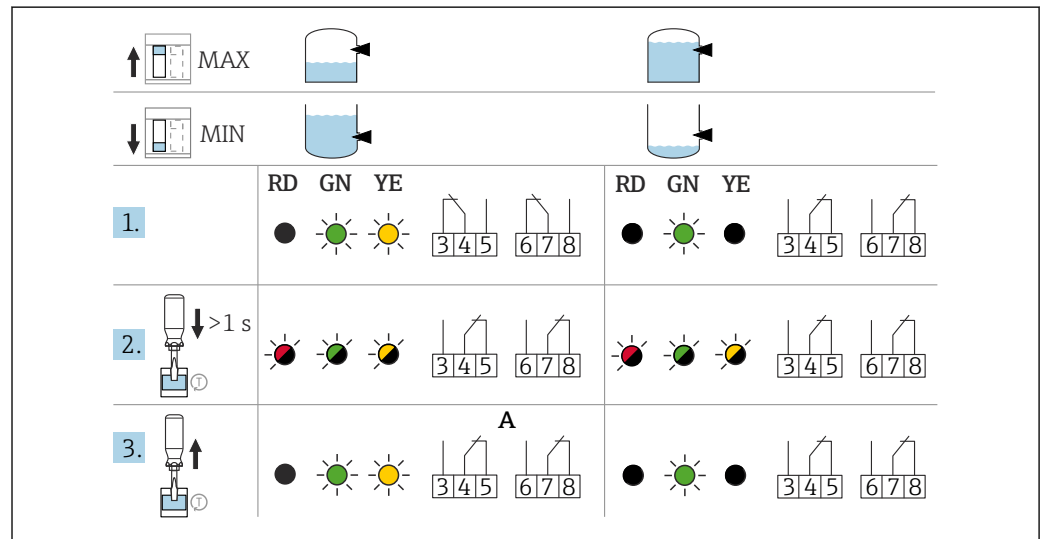 MAX
MIN
RD GN YE RD GN YE
1. 3 4 5 6 7 8 3 4 5 6 7 8
2. >1 s 3 4 5 6 7 8 3 4 5 6 7 8
T
A
3. 3 4 5 6 7 8 3 4 5 6 7 8
T